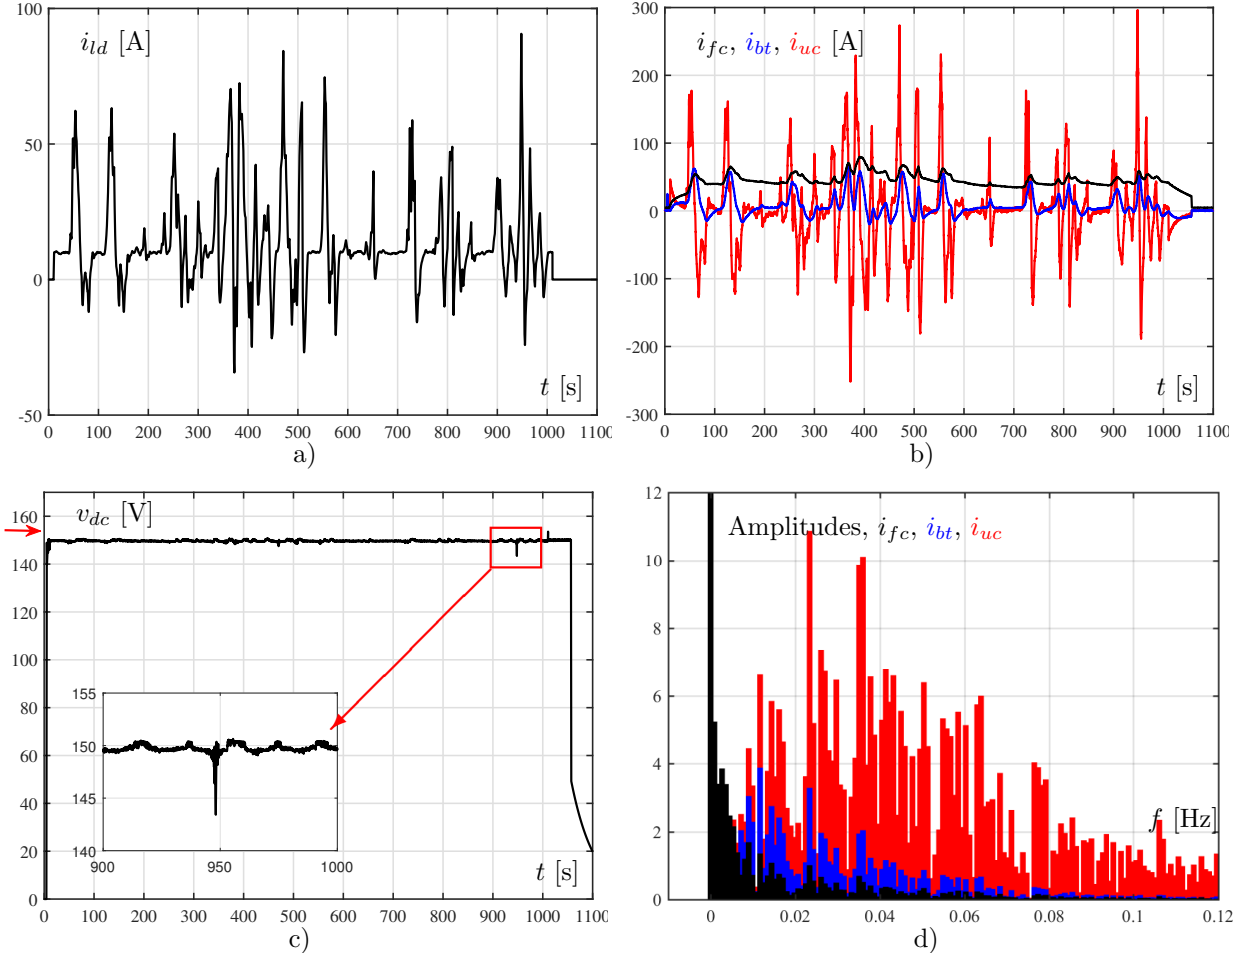 100
i_ld [A]
50
0
-50
t [s]
0 100 200 300 400 500 600 700 800 900 1000 1100
a)
300
i_fc, i_bt, i_uc [A]
200
100
0
-100
-200
t [s]
-300
0 100 200 300 400 500 600 700 800 900 1000 1100
b)
160
v_dc [V]
140
120
100
80
60
40
20
0
155
150
145
140
900 950 1000
t [s]
0 100 200 300 400 500 600 700 800 900 1000 1100
c)
12
Amplitudes, i_fc, i_bt, i_uc
10
8
6
4
2
f [Hz]
0
0 0.02 0.04 0.06 0.08 0.1 0.12
d)